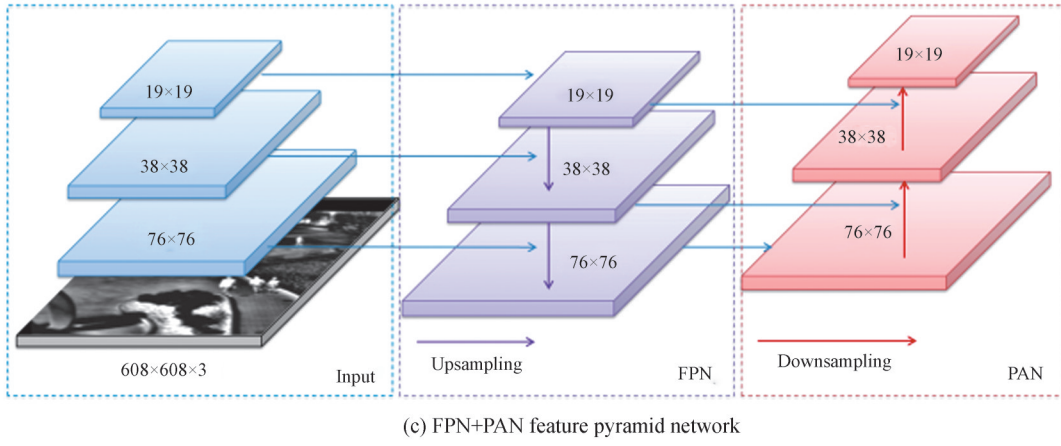 19×19
38×38
76×76
608×608×3
Input
19×19
38×38
76×76
Upsampling
FPN
19×19
38×38
76×76
Downsampling
PAN
(c) FPN+PAN feature pyramid network